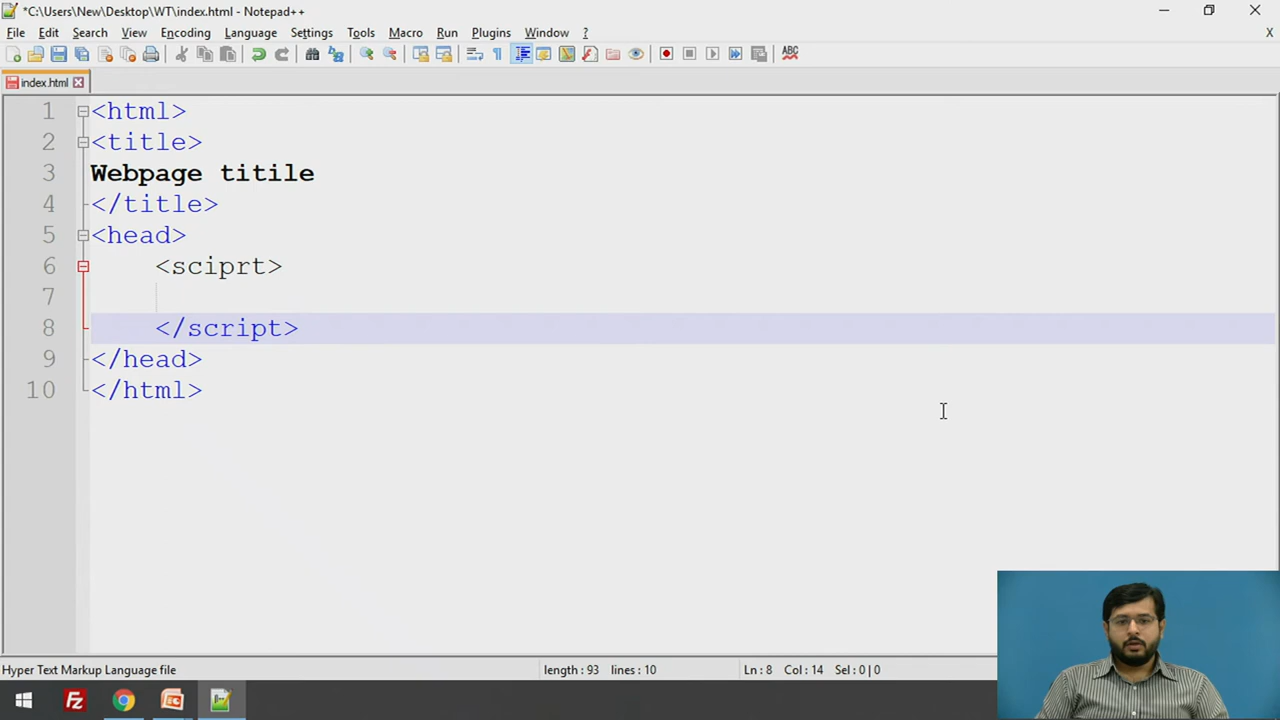 *C:\Users\New\Desktop\WT\index.html - Notepad++
File Edit Search View Encoding Language Settings Tools Macro Run Plugins Window ? X
ABC
index.html
1 <html>
2 <title>
3 Webpage titile
4 </title>
5 <head>
6 <sciprt>
7
8 </script>
9 </head>
10 </html>
Hyper Text Markup Language file length : 93 lines : 10 Ln : 8 Col : 14 Sel : 0 | 0